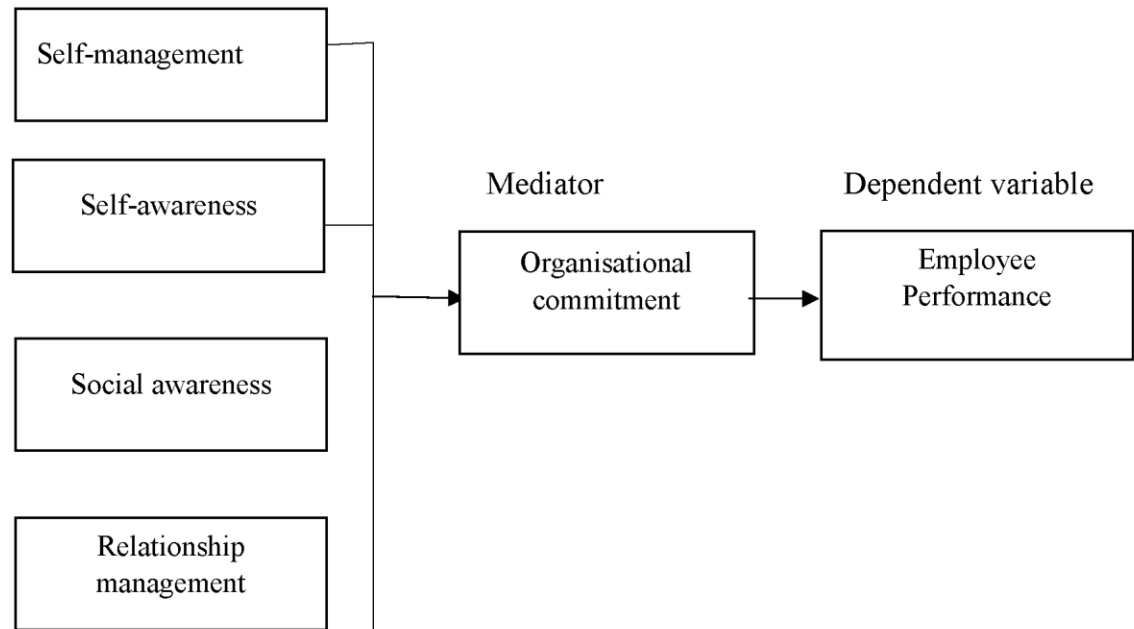 Self-management
Self-awareness
Social awareness
Relationship
management
Mediator
Organisational
commitment
Dependent variable
Employee
Performance